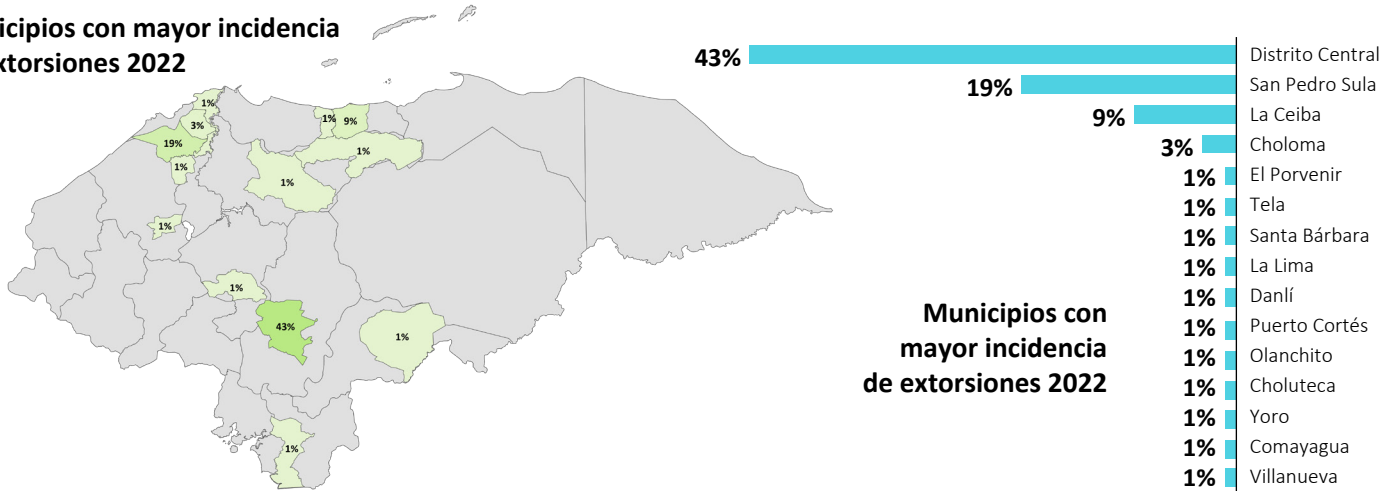 icipios con mayor incidencia
xtorsiones 2022
1%
3%
19%
1%
1%
9%
1%
1%
1%
1%
43%
1%
1%
43% Distrito Central
19% San Pedro Sula
9% La Ceiba
3% Choloma
1% El Porvenir
1% Tela
1% Santa Bárbara
1% La Lima
1% Danlí
1% Puerto Cortés
1% Olanchito
1% Choluteca
1% Yoro
1% Comayagua
1% Villanueva
Municipios con
mayor incidencia
de extorsiones 2022